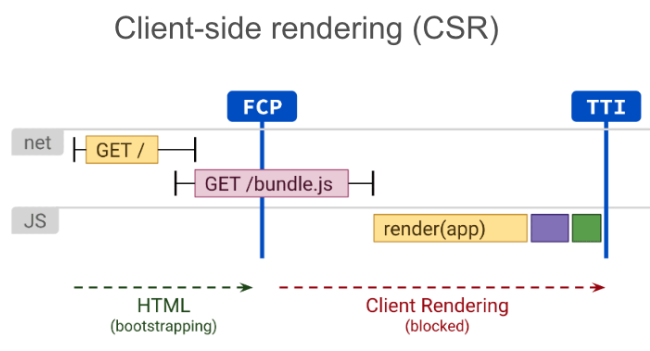 Client-side rendering (CSR)
FCP
TTI
net
GET /
GET /bundle.js
JS
render(app)
HTML
(bootstrapping)
Client Rendering
(blocked)